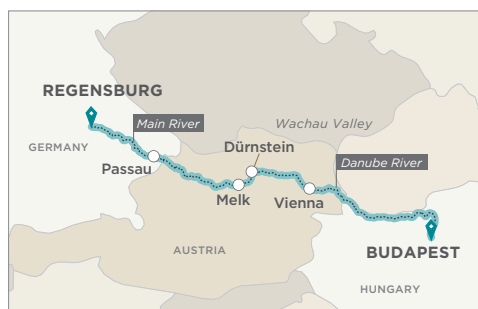 REGENSBURG
Main River
Wachau Valley
GERMANY
Dürnstein
Passau
Danube River
Melk
Vienna
AUSTRIA
BUDAPEST
HUNGARY